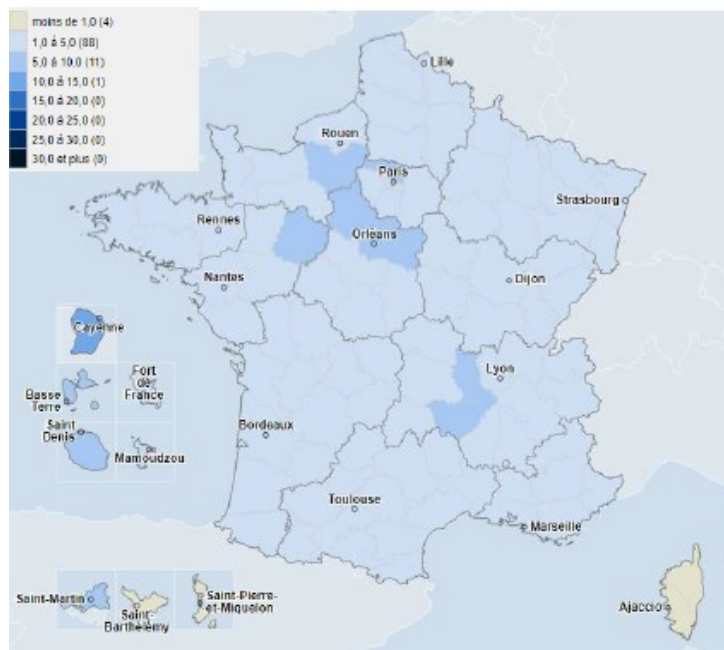 moins de 1,0 (4)
1,0 à 5,0 (88)
5,0 à 10,0 (11)
10,0 à 15,0 (1)
15,0 à 20,0 (0)
20,0 à 25,0 (0)
25,0 à 30,0 (0)
30,0 et plus (0)
Lille
Rouen
Paris
Strasbourg
Rennes
Orléans
Nantes
Dijon
Cayenne
Lyon
Basse
Terre
Fort
de
France
Saint
Denis
Mamoudzou
Bordeaux
Toulouse
Marseille
Saint-Martin
Saint-
Barthélemy
Saint-Pierre-
et-Miquelon
Ajaccio